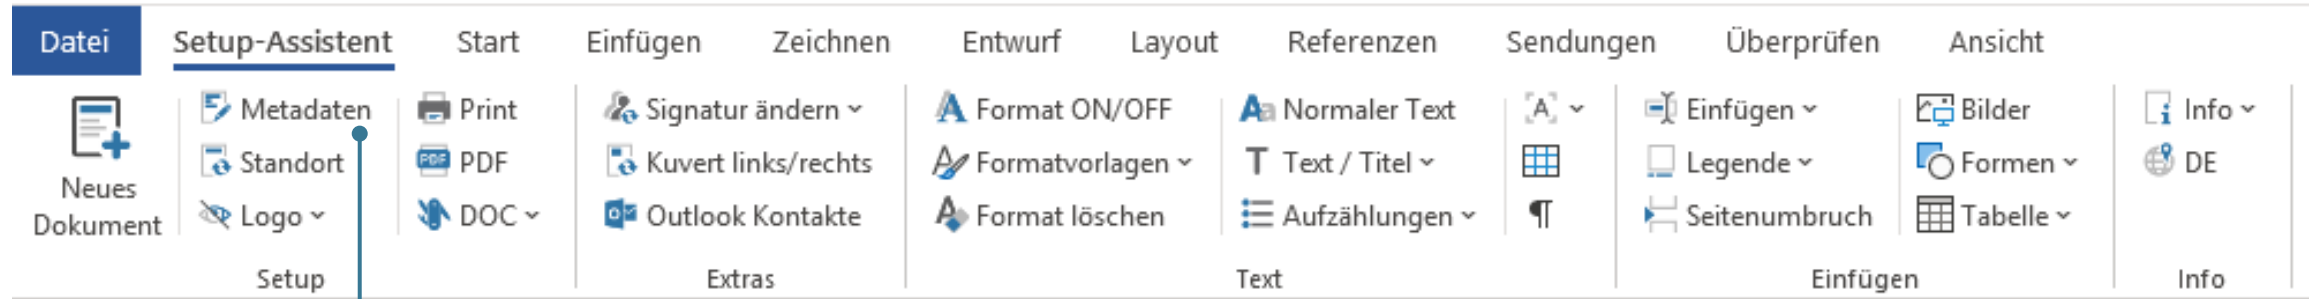 Datei Setup-Assistent Start Einfügen Zeichnen Entwurf Layout Referenzen Sendungen Überprüfen Ansicht
Neues
Dokument
Metadaten
Standort
Logo
Print
PDF PDF
DOC
Setup
Signatur ändern
Kuvert links/rechts
Outlook Kontakte
Extras
A Format ON/OFF
Formatvorlagen
Format löschen
Aa Normaler Text
T Text / Titel
Aufzählungen
[A]
¶
Text
Einfügen
Legende
Seitenumbruch
Bilder
Formen
Tabelle
Einfügen
Info
DE
Info